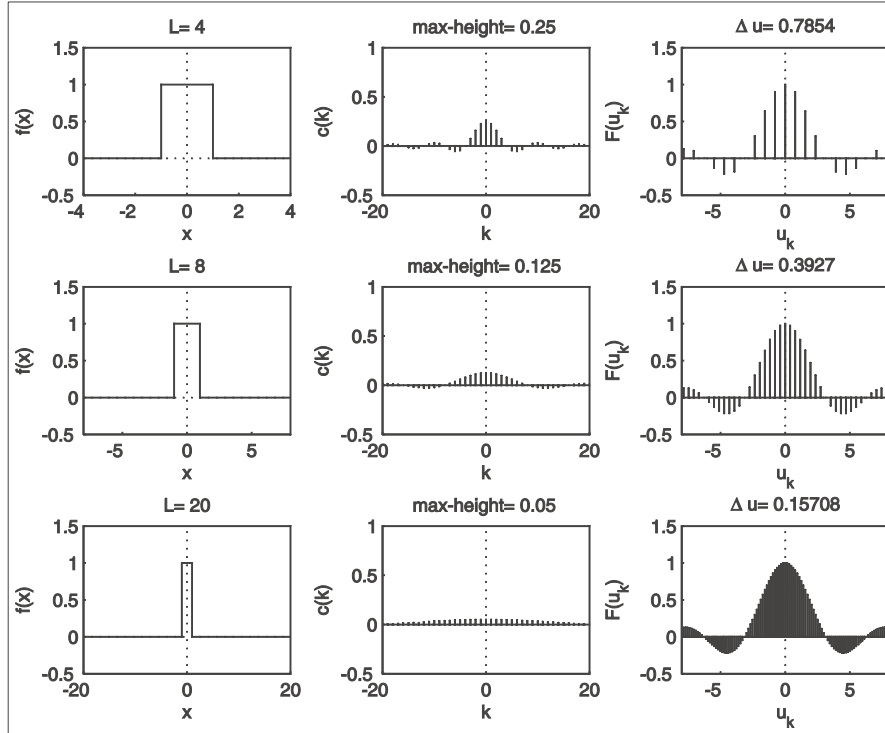 L= 4
max-height= 0.25
Δ u= 0.7854
1.5
1
0.5
0
-0.5
f(x)
-4
-2
0
2
4
x
1
0.5
0
-0.5
c(k)
-20
0
20
k
1.5
1
0.5
0
-0.5
F(u_k)
-5
0
5
u_k
L= 8
max-height= 0.125
Δ u= 0.3927
1.5
1
0.5
0
-0.5
f(x)
-5
0
5
x
1
0.5
0
-0.5
c(k)
-20
0
20
k
1.5
1
0.5
0
-0.5
F(u_k)
-5
0
5
u_k
L= 20
max-height= 0.05
Δ u= 0.15708
1.5
1
0.5
0
-0.5
f(x)
-20
0
20
x
1
0.5
0
-0.5
c(k)
-20
0
20
k
1.5
1
0.5
0
-0.5
F(u_k)
-5
0
5
u_k